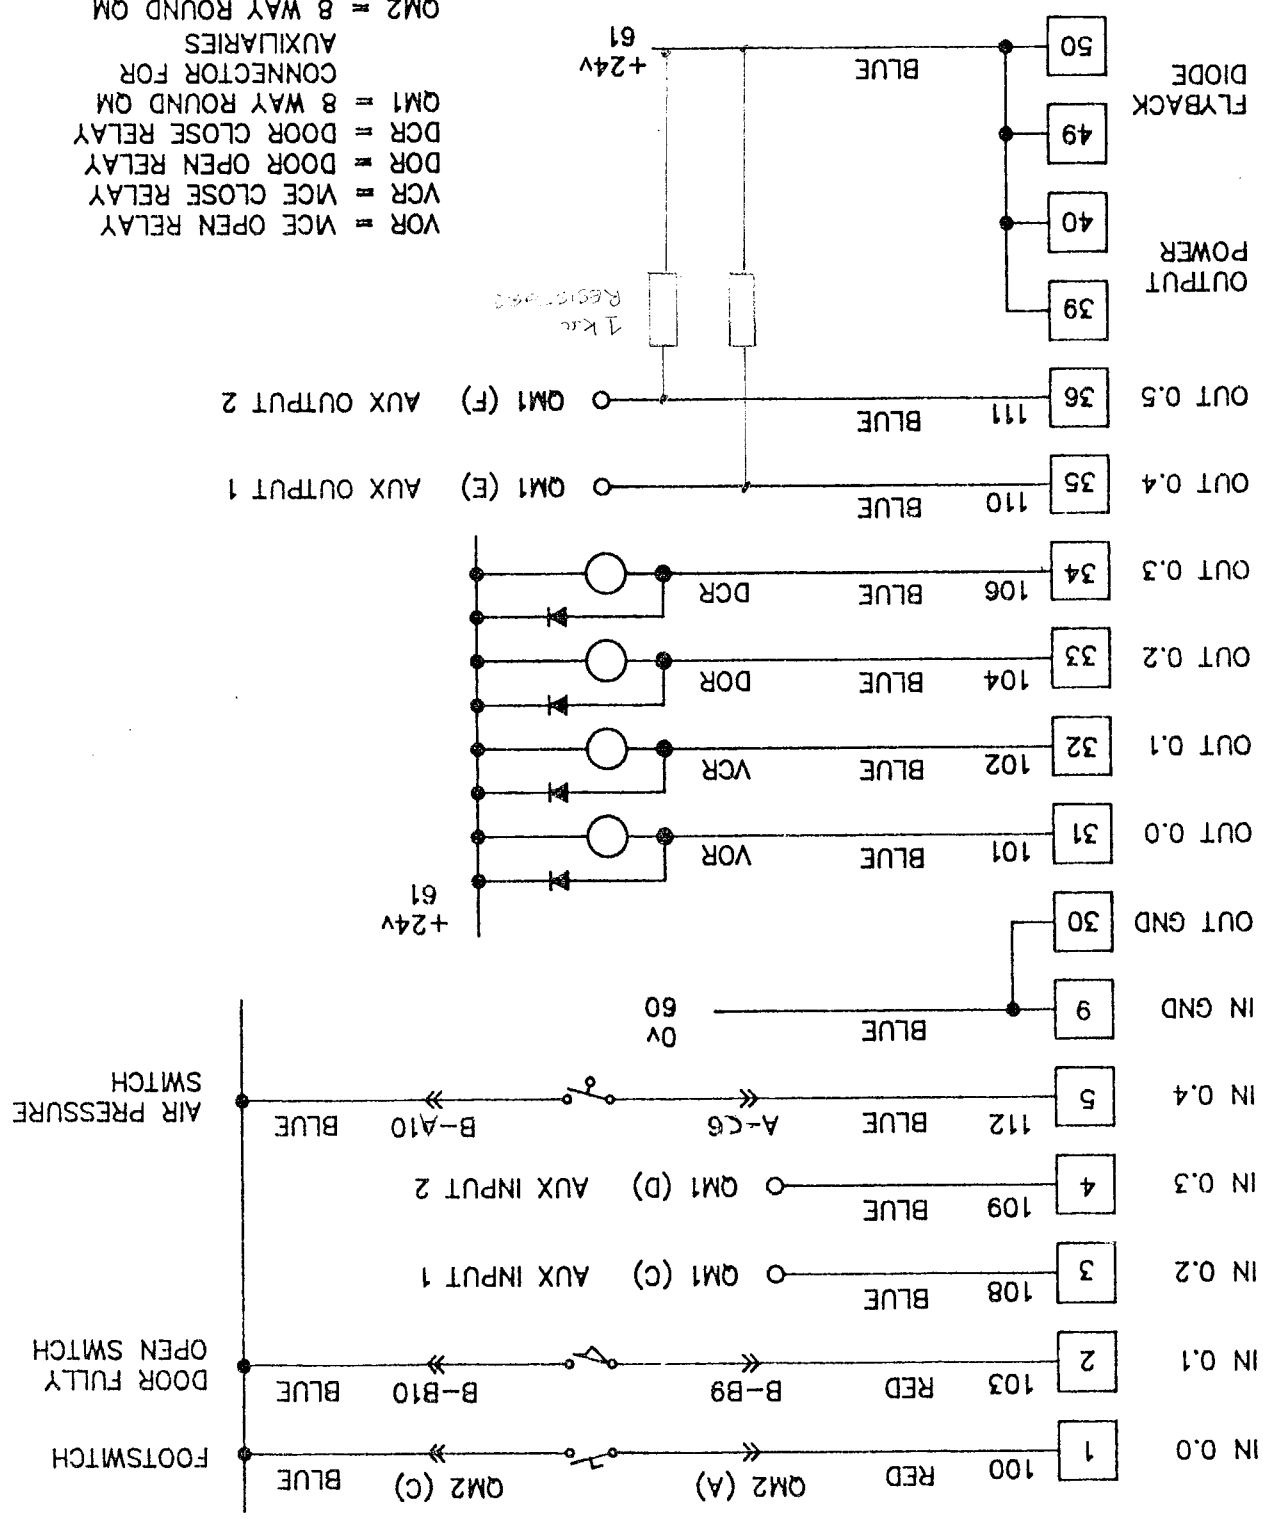 IN 0.0 1 100 RED QM2 (A) QM2 (C) BLUE FOOTSWITCH
IN 0.1 2 103 RED B-B9 B-B10 BLUE DOOR FULLY
OPEN SWITCH
IN 0.2 3 108 BLUE QM1 (C) AUX INPUT 1
IN 0.3 4 109 BLUE QM1 (D) AUX INPUT 2
IN 0.4 5 112 BLUE A-C6 B-A10 BLUE AIR PRESSURE
SWITCH
IN GND 9 BLUE 0v
60
OUT GND 30
+24v
61
OUT 0.0 31 101 BLUE VOR
OUT 0.1 32 102 BLUE VCR
OUT 0.2 33 104 BLUE DOR
OUT 0.3 34 106 BLUE DCR
OUT 0.4 35 110 BLUE QM1 (E) AUX OUTPUT 1
OUT 0.5 36 111 BLUE QM1 (F) AUX OUTPUT 2
1k
OUTPUT
POWER
39
40
FLYBACK
DIODE
49
50 BLUE +24v
61
VOR = VICE OPEN RELAY
VCR = VICE CLOSE RELAY
DOR = DOOR OPEN RELAY
DCR = DOOR CLOSE RELAY
QM1 = 8 WAY ROUND QM
CONNECTOR FOR
AUXILIARIES
QM2 = 8 WAY ROUND QM